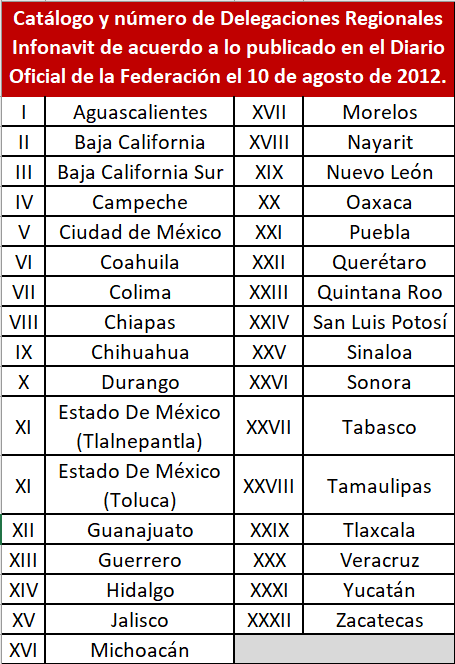 Catálogo y número de Delegaciones Regionales
Infonavit de acuerdo a lo publicado en el Diario
Oficial de la Federación el 10 de agosto de 2012.
I Aguascalientes XVII Morelos
II Baja California XVIII Nayarit
III Baja California Sur XIX Nuevo León
IV Campeche XX Oaxaca
V Ciudad de México XXI Puebla
VI Coahuila XXII Querétaro
VII Colima XXIII Quintana Roo
VIII Chiapas XXIV San Luis Potosí
IX Chihuahua XXV Sinaloa
X Durango XXVI Sonora
XI Estado De México
(Tlalnepantla) XXVII Tabasco
XI Estado De México
(Toluca) XXVIII Tamaulipas
XII Guanajuato XXIX Tlaxcala
XIII Guerrero XXX Veracruz
XIV Hidalgo XXXI Yucatán
XV Jalisco XXXII Zacatecas
XVI Michoacán